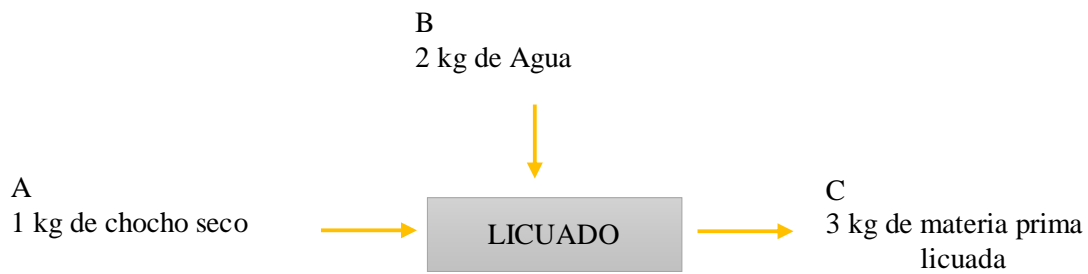 B
2 kg de Agua
A
1 kg de chocho seco
LICUADO
C
3 kg de materia prima
licuada